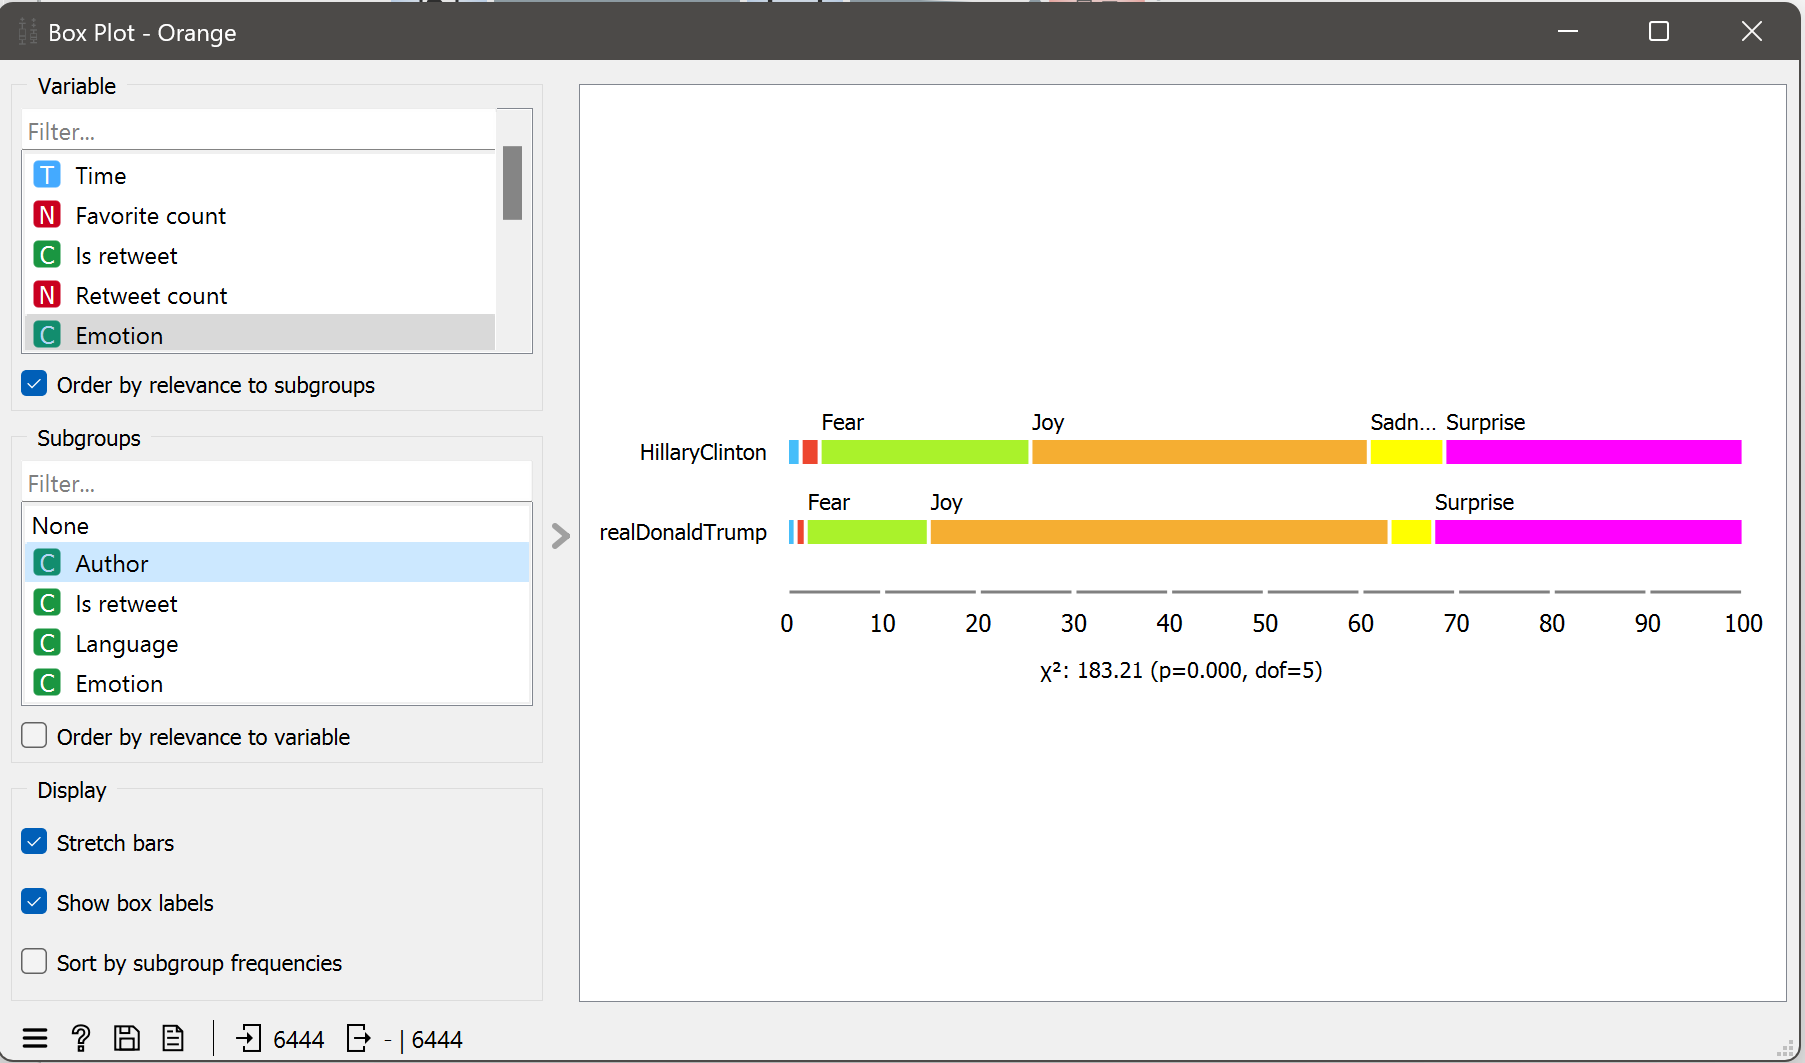 Box Plot - Orange
Variable
Filter...
T Time
N Favorite count
C Is retweet
N Retweet count
C Emotion
Order by relevance to subgroups
Subgroups
Filter...
None
C Author
C Is retweet
C Language
C Emotion
Order by relevance to variable
Display
Stretch bars
Show box labels
Sort by subgroup frequencies
Fear Joy Sadn... Surprise
HillaryClinton
Fear Joy Surprise
realDonaldTrump
0 10 20 30 40 50 60 70 80 90 100
χ²: 183.21 (p=0.000, dof=5)
? 6444 - | 6444